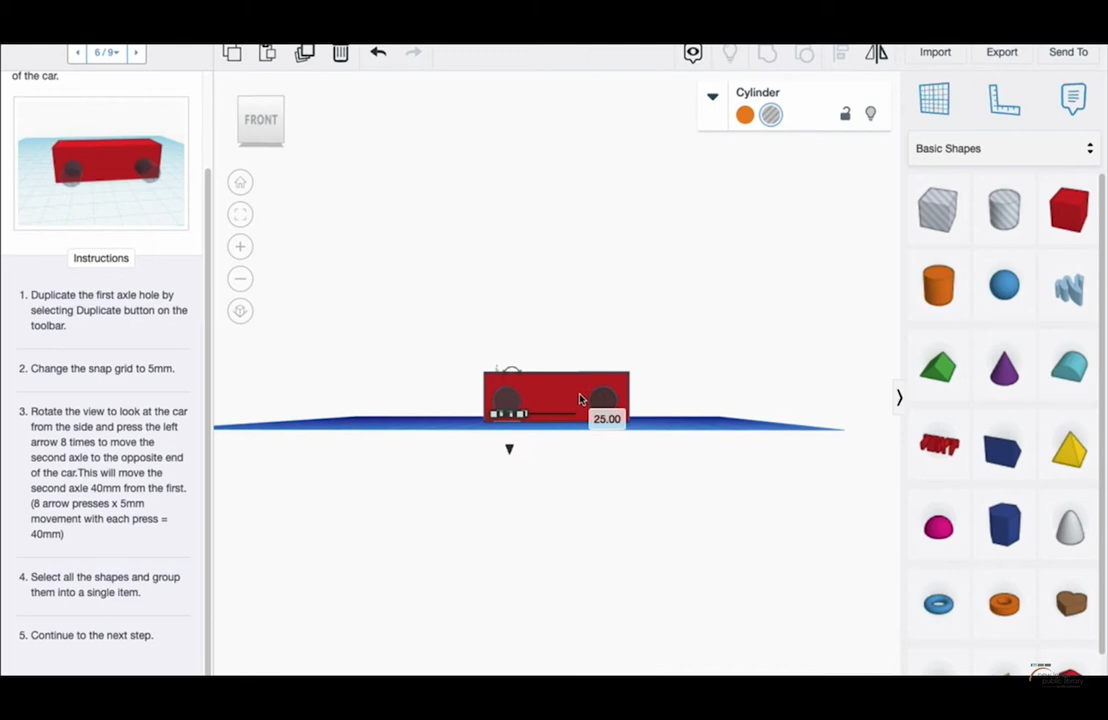 6/9
Import
Export
Send To
of the car.
Cylinder
FRONT
Basic Shapes
Instructions
1. Duplicate the first axle hole by
selecting Duplicate button on the
toolbar.
2. Change the snap grid to 5mm.
3. Rotate the view to look at the car
from the side and press the left
arrow 8 times to move the
second axle to the opposite end
of the car.This will move the
second axle 40mm from the first.
(8 arrow presses x 5mm
movement with each press =
40mm)
25.00
TEXT
4. Select all the shapes and group
them into a single item.
5. Continue to the next step.